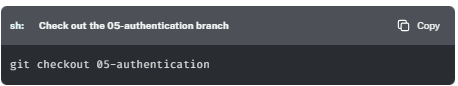 sh: Check out the 05-authentication branch Copy
git checkout 05-authentication